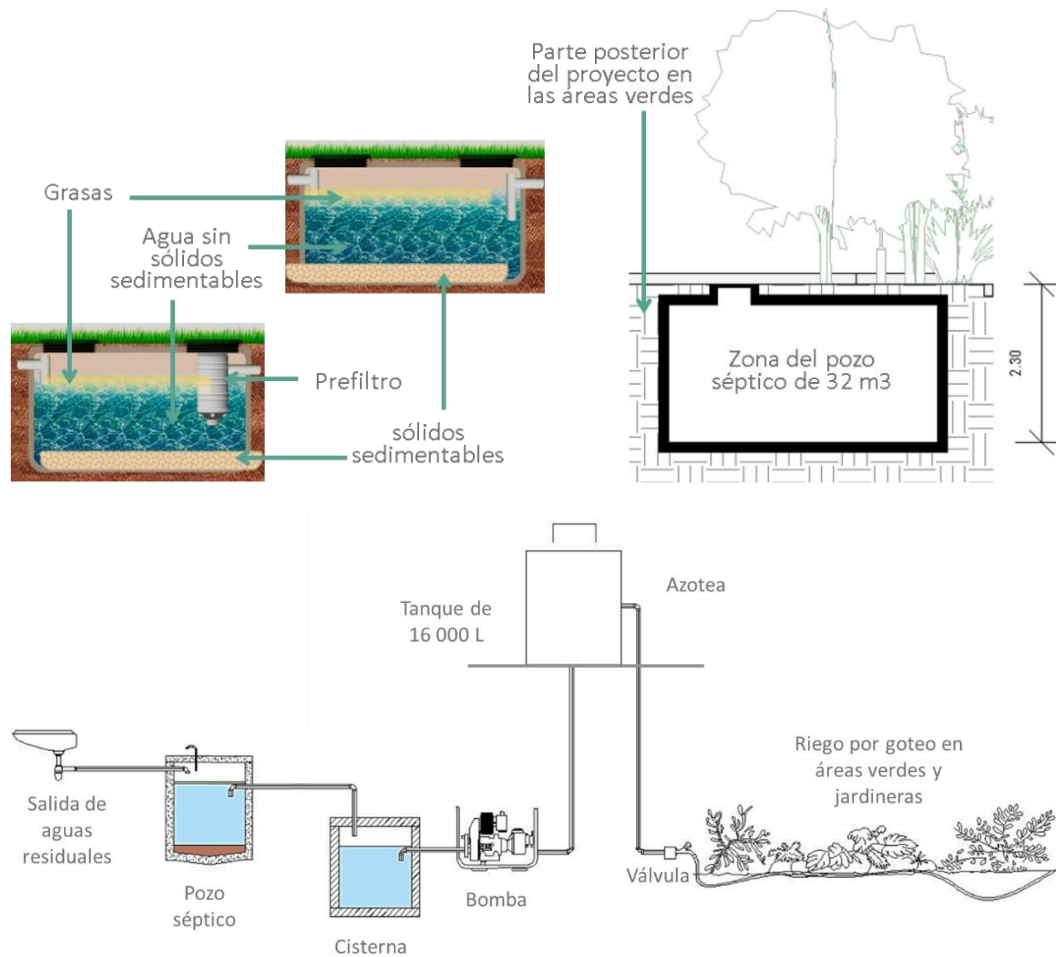 Parte posterior
del proyecto en
las áreas verdes
Grasas
Agua sin
sólidos
sedimentables
Prefiltro
sólidos
sedimentables
Zona del pozo
séptico de 32 m3
2.30
Tanque de
16 000 L
Azotea
Salida de
aguas
residuales
Pozo
séptico
Cisterna
Bomba
Válvula
Riego por goteo en
áreas verdes y
jardineras